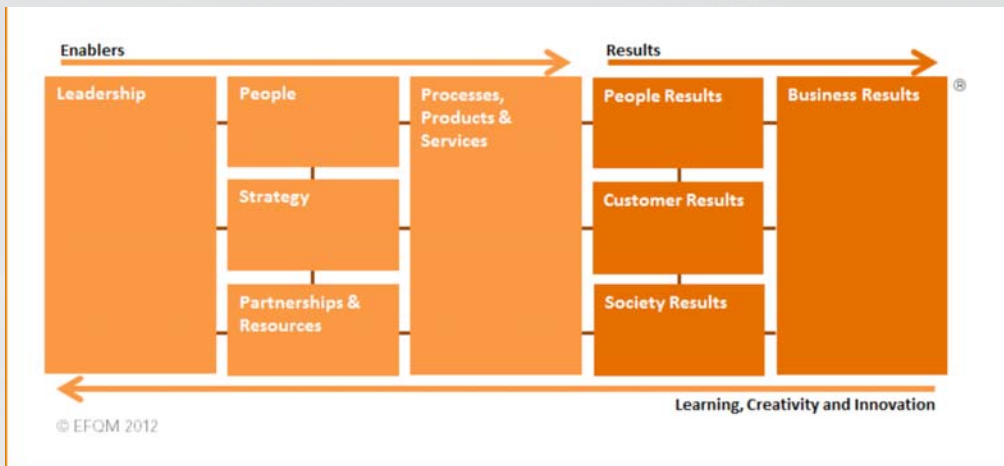 Enablers
Results
Leadership
People
Processes,
Products &
Services
People Results
Business Results
®
Strategy
Customer Results
Partnerships &
Resources
Society Results
Learning, Creativity and Innovation
© EFQM 2012